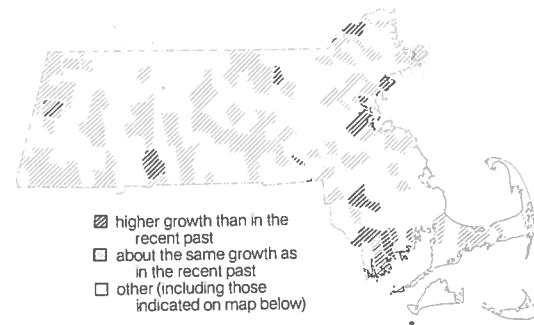 higher growth than in the
recent past
about the same growth as
in the recent past
other (including those
indicated on map below)